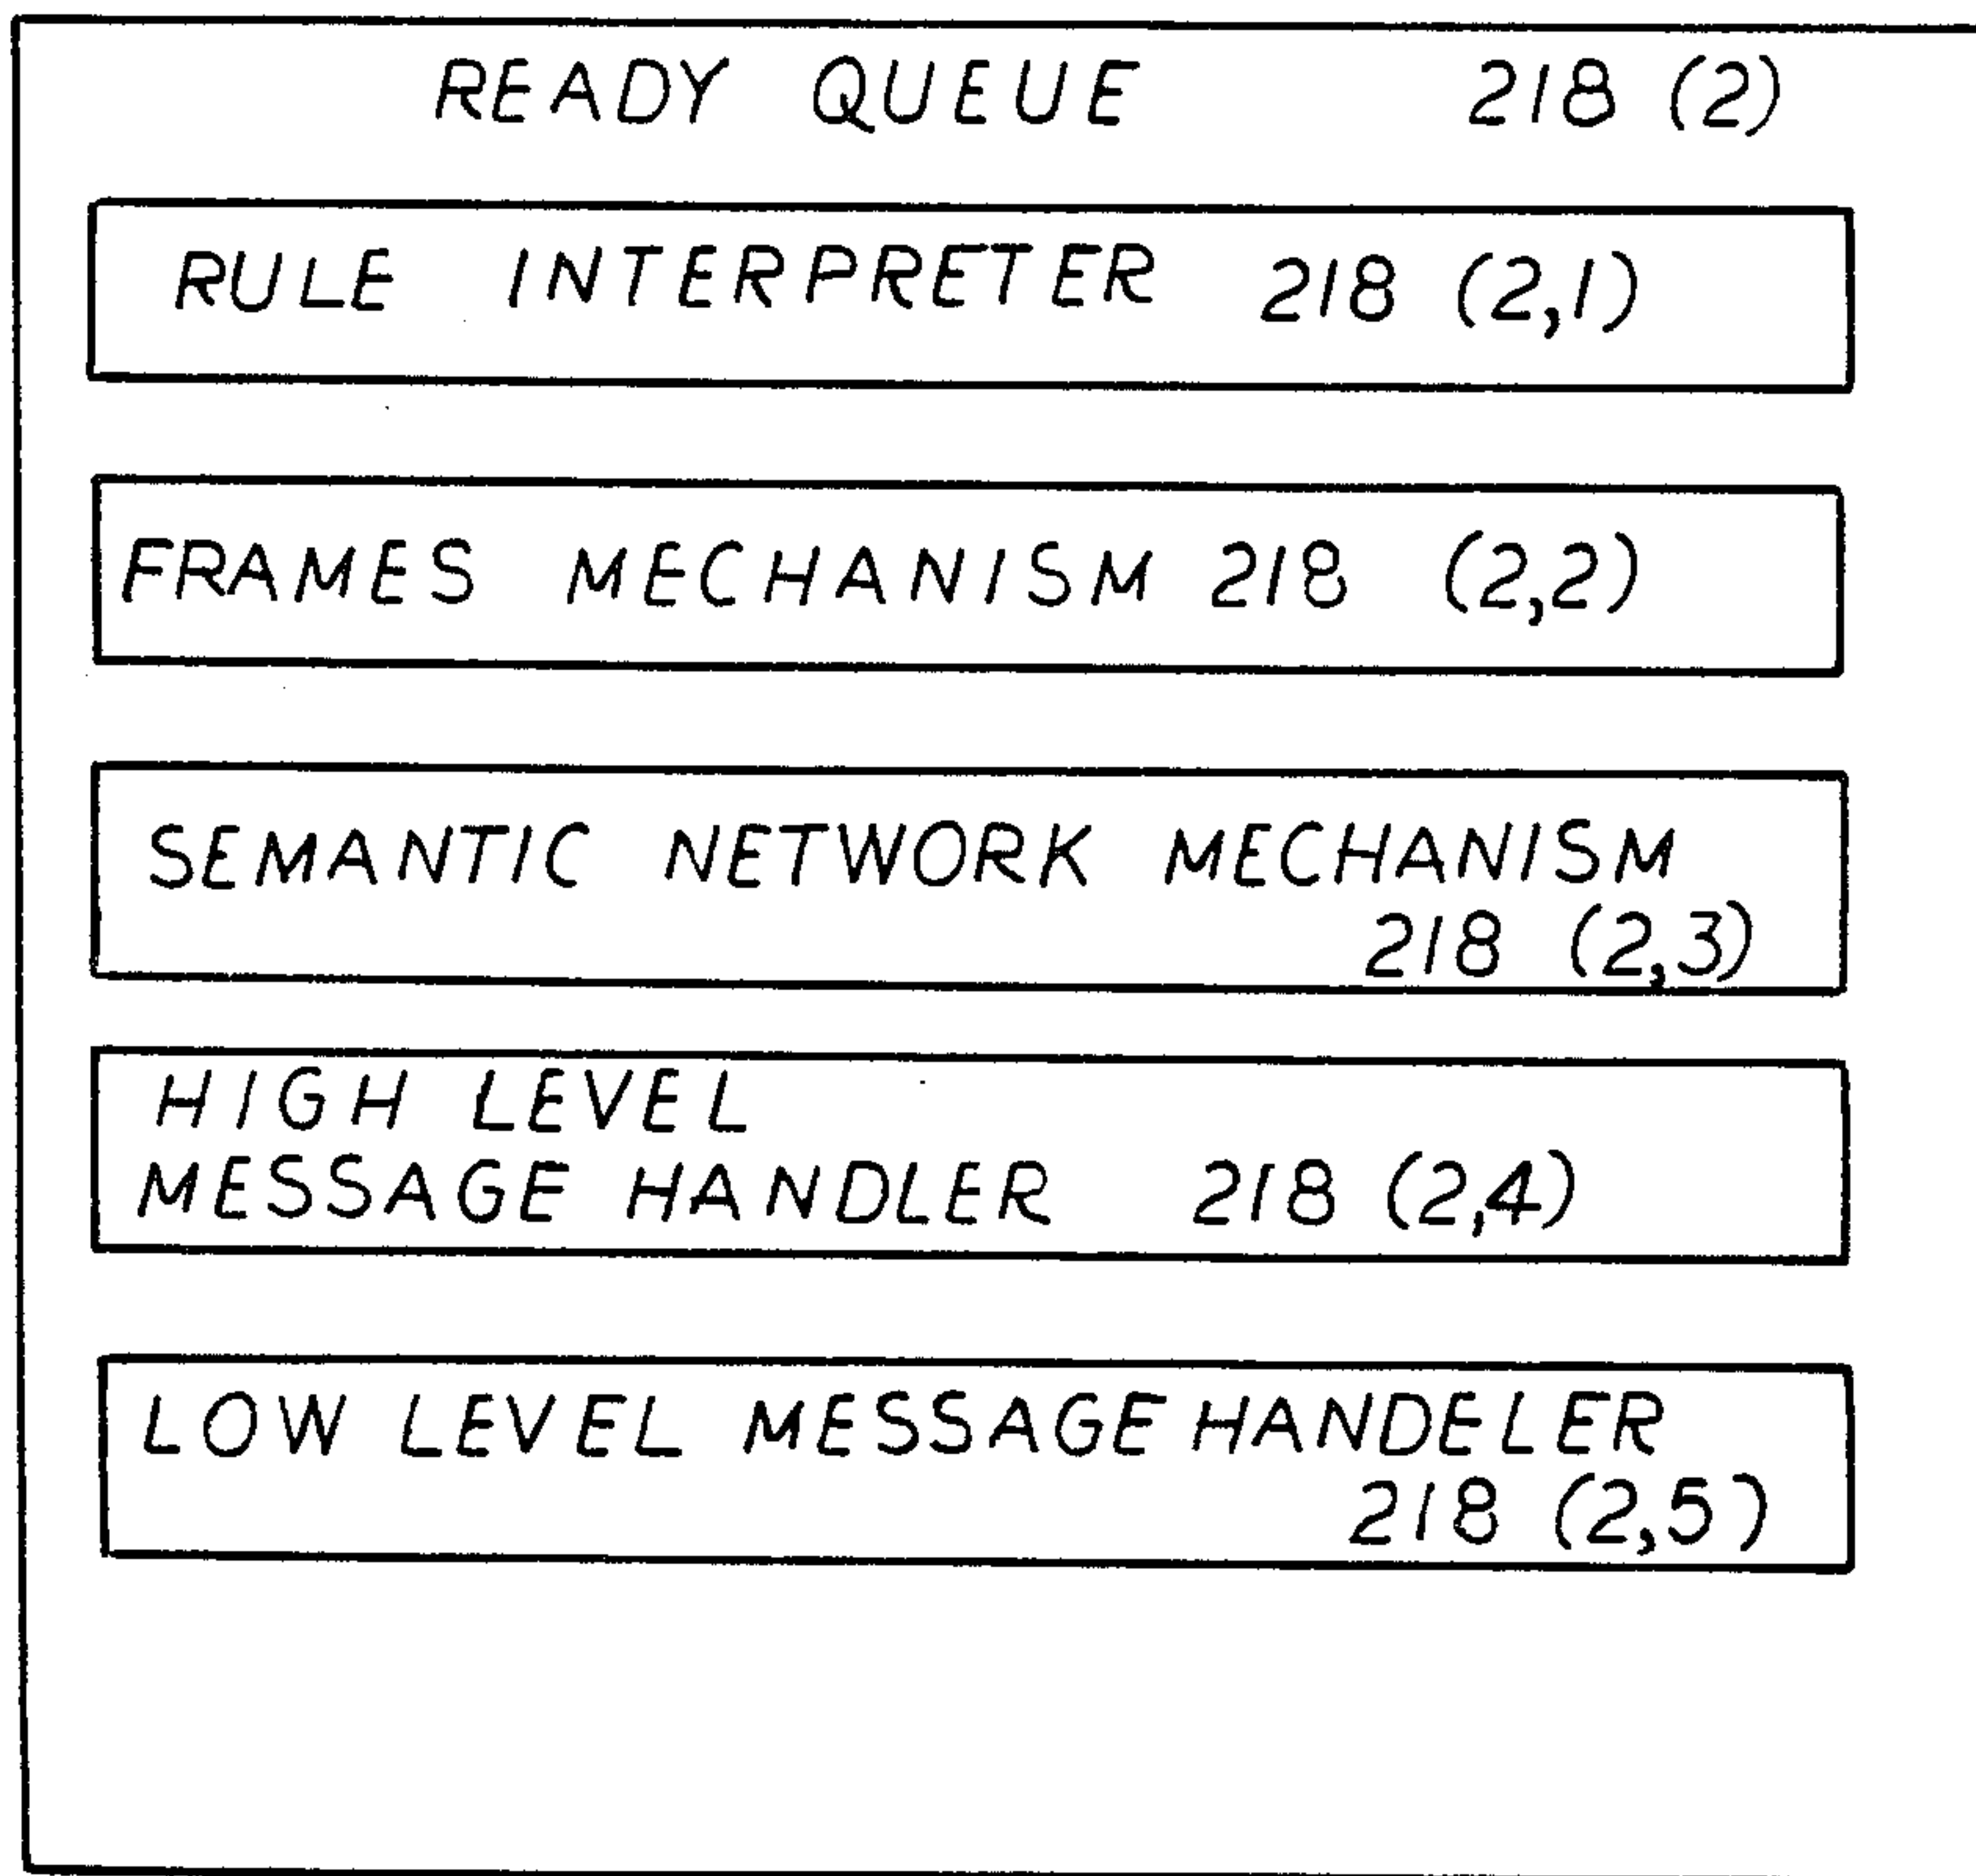 READY QUEUE 218 (2)
RULE INTERPRETER 218 (2,1)
FRAMES MECHANISM 218 (2,2)
SEMANTIC NETWORK MECHANISM
218 (2,3)
HIGH LEVEL
MESSAGE HANDLER 218 (2,4)
LOW LEVEL MESSAGE HANDELER
218 (2,5)